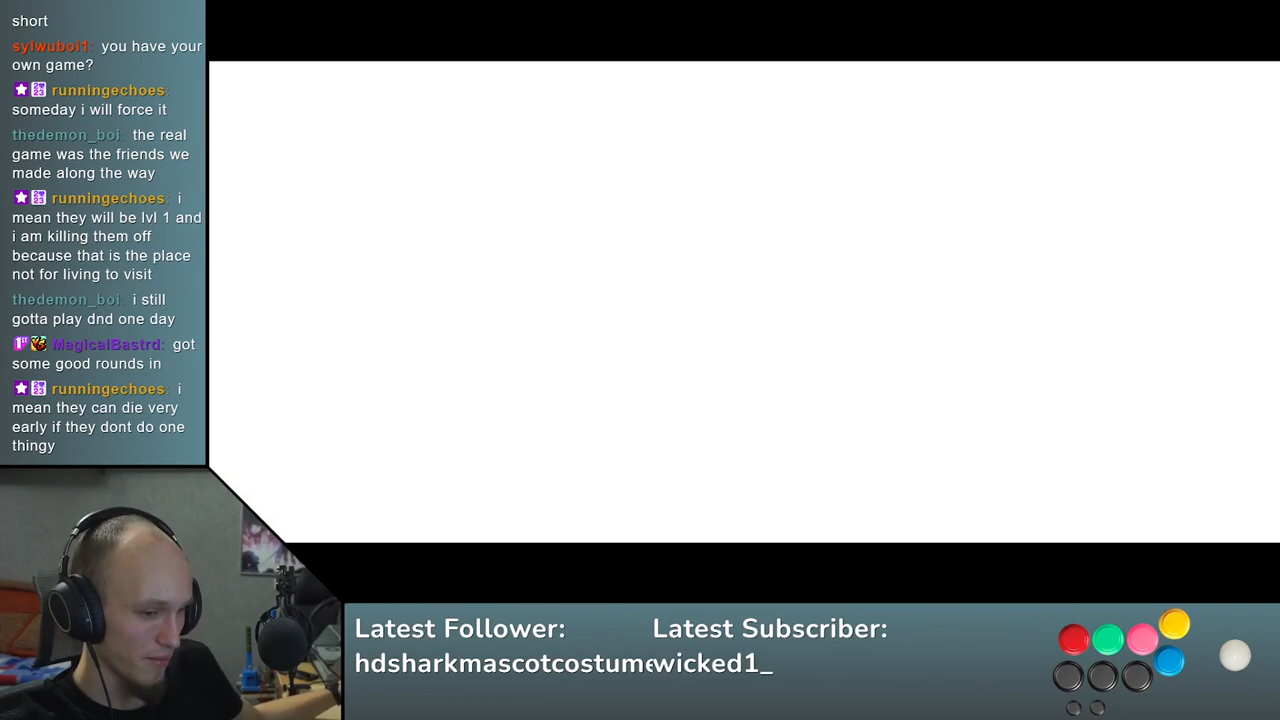 short
sylwuboi1: you have your
own game?
runningechoes:
someday i will force it
thedemon_boi: the real
game was the friends we
made along the way
runningechoes: i
mean they will be lvl 1 and
i am killing them off
because that is the place
not for living to visit
thedemon_boi: i still
gotta play dnd one day
1ST MagicalBastrd: got
some good rounds in
runningechoes: i
mean they can die very
early if they dont do one
thingy
Latest Follower:
hdsharkmascotcostume
Latest Subscriber:
wicked1_